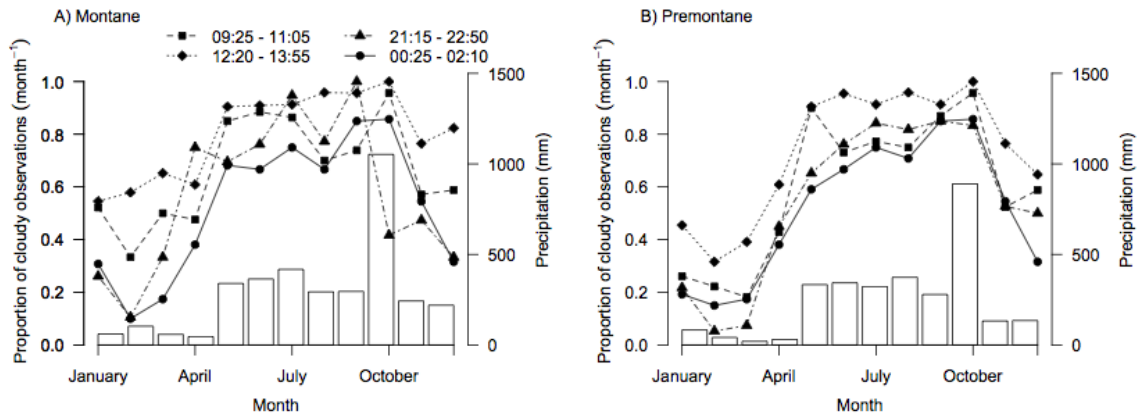 A) Montane
09:25 - 11:05
12:20 - 13:55
21:15 - 22:50
00:25 - 02:10
Proportion of cloudy observations (month⁻¹)
1.0
0.8
0.6
0.4
0.2
0.0
1500
1000
500
0
Precipitation (mm)
January
April
July
October
Month
B) Premontane
Proportion of cloudy observations (month⁻¹)
1.0
0.8
0.6
0.4
0.2
0.0
1500
1000
500
0
Precipitation (mm)
January
April
July
October
Month